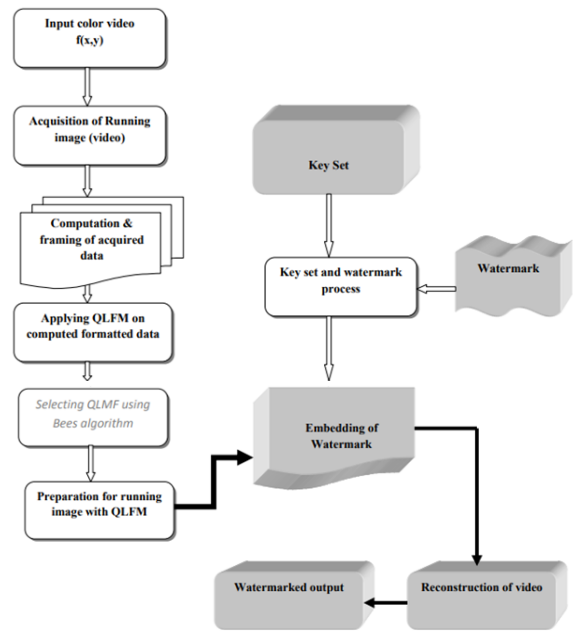 Input color video
f(x,y)
Acquisition of Running
image (video)
Computation &
framing of acquired
data
Applying QLFM on
computed formatted data
Selecting QLMF using
Bees algorithm
Preparation for running
image with QLFM
Key Set
Key set and watermark
process
Watermark
Embedding of
Watermark
Watermarked output
Reconstruction of video